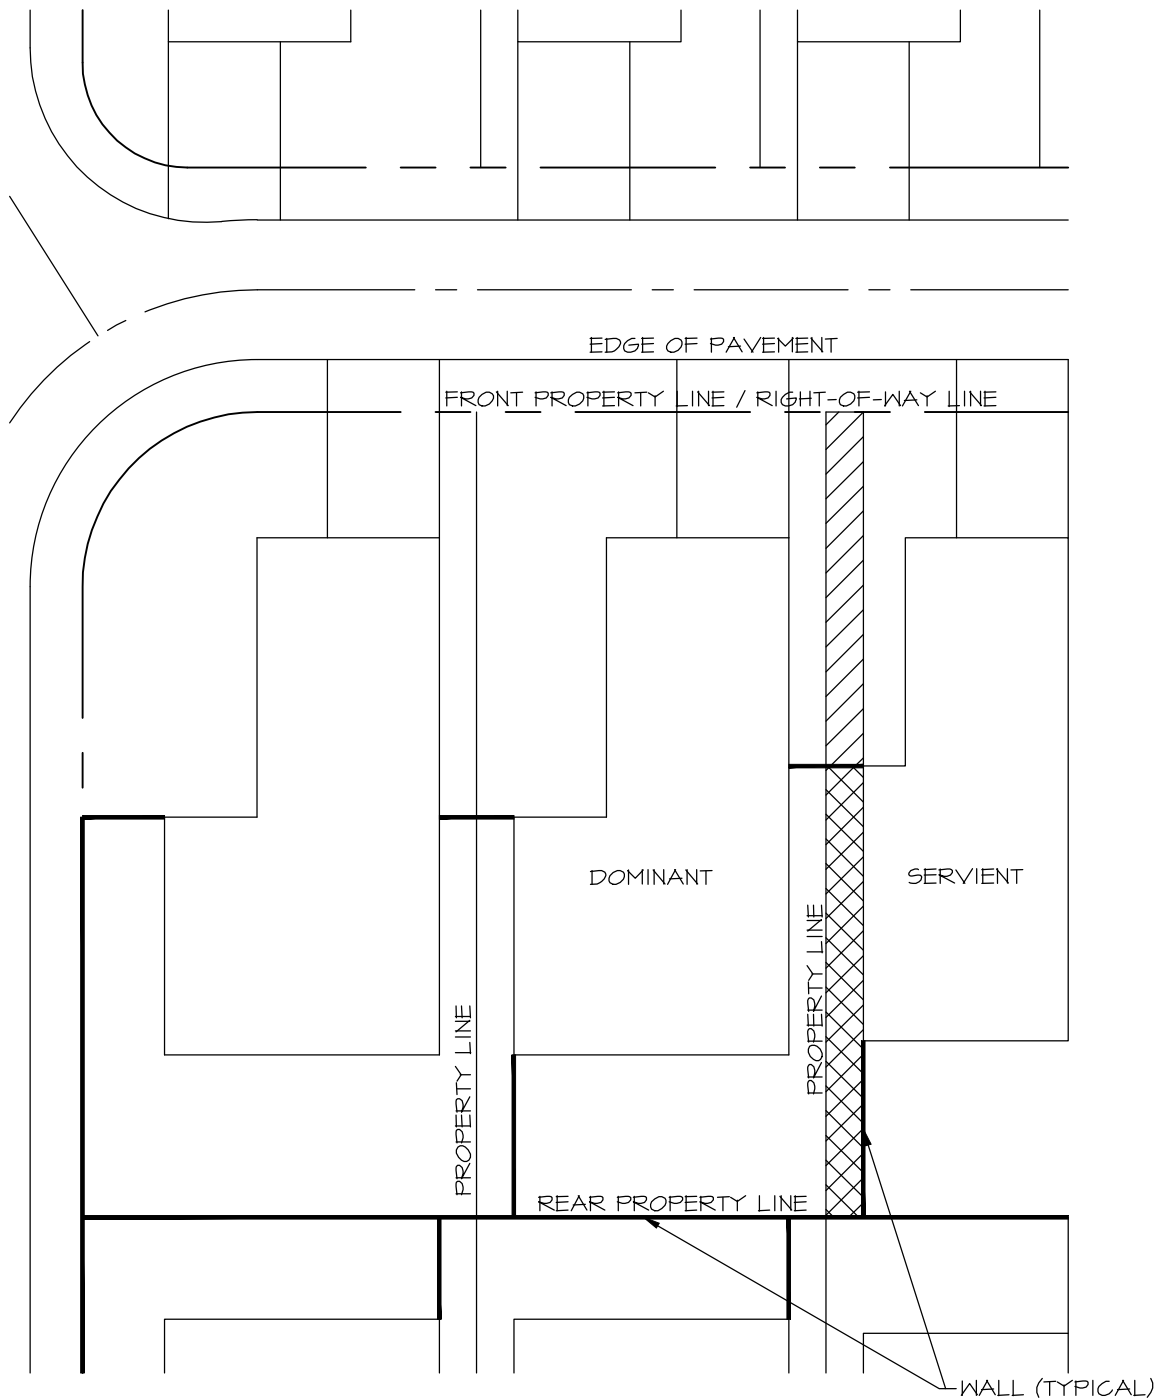 EDGE OF PAVEMENT
FRONT PROPERTY LINE / RIGHT-OF-WAY LINE
DOMINANT
SERVIENT
PROPERTY LINE
PROPERTY LINE
REAR PROPERTY LINE
WALL (TYPICAL)